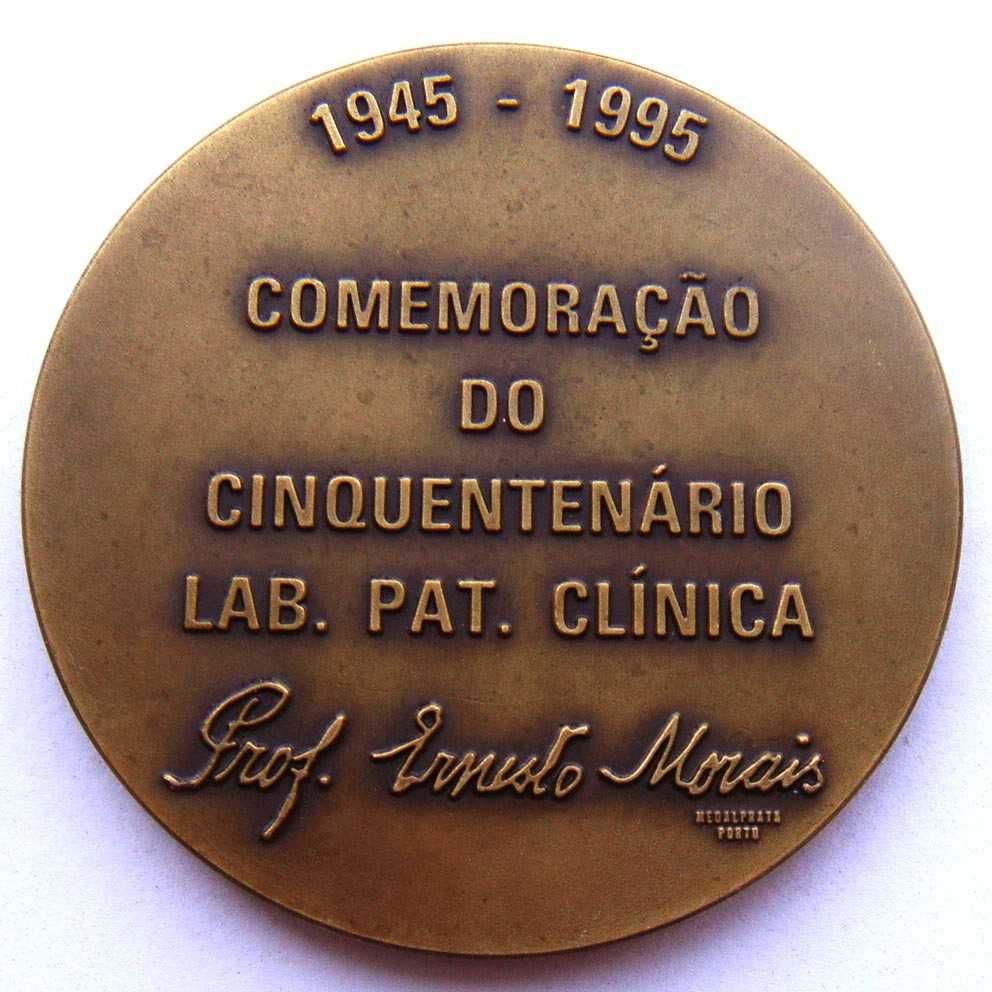 1945 - 1995
COMEMORAÇÃO
DO
CINQUENTENÁRIO
LAB. PAT. CLÍNICA
Prof. Ernesto Morais
MEDALPRATA
PORTO